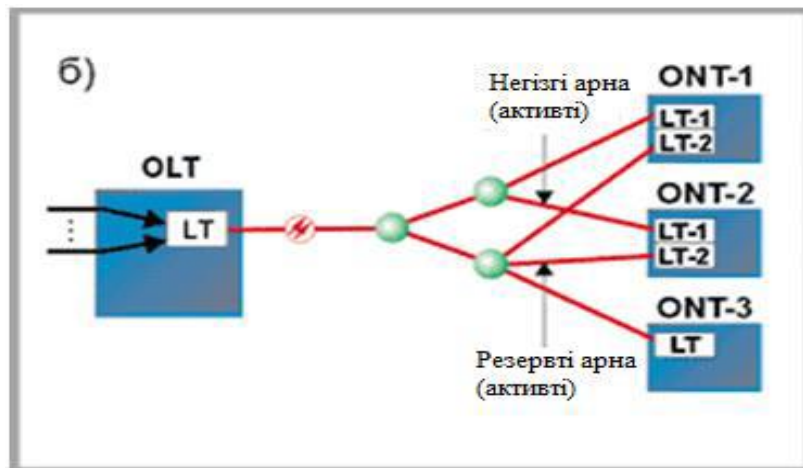 б)
Негізгі арна
(активті)
ONT-1
LT-1
LT-2
OLT
LT
ONT-2
LT-1
LT-2
ONT-3
LT
Резервті арна
(активті)